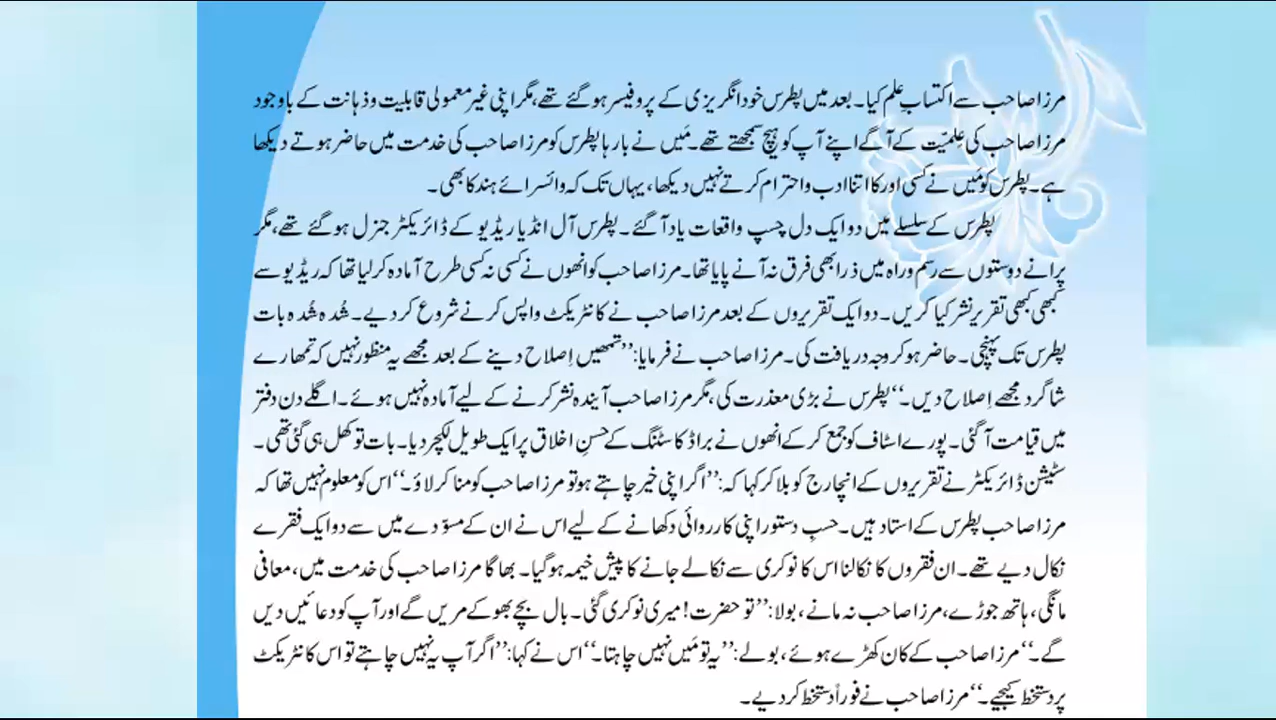 مرزا صاحب سے اکتسابِ علم کیا۔ بعد میں پطرس خود انگریزی کے پروفیسر ہو گئے تھے، مگر اپنی غیر معمولی قابلیت و ذہانت کے باوجود
مرزا صاحب کی عِلمیّت کے آگے اپنے آپ کو ہیچ سمجھتے تھے۔ مَیں نے بارہا پطرس کو مرزا صاحب کی خدمت میں حاضر ہوتے دیکھا
ہے۔ پطرس کو مَیں نے کسی اور کا اتنا ادب و احترام کرتے نہیں دیکھا، یہاں تک کہ وائسرائے ہند کا بھی۔
پطرس کے سلسلے میں دو ایک دل چسپ واقعات یاد آ گئے۔ پطرس آل انڈیا ریڈیو کے ڈائریکٹر جنرل ہو گئے تھے، مگر
پرانے دوستوں سے رسم و راہ میں ذرا بھی فرق نہ آنے پایا تھا۔ مرزا صاحب کو انھوں نے کسی نہ کسی طرح آمادہ کر لیا تھا کہ ریڈیو سے
کبھی کبھی تقریر نشر کیا کریں۔ دو ایک تقریروں کے بعد مرزا صاحب نے کانٹریکٹ واپس کرنے شروع کر دیے۔ شُدہ شُدہ بات
پطرس تک پہنچی۔ حاضر ہو کر وجہ دریافت کی۔ مرزا صاحب نے فرمایا: ’’تمھیں اِصلاح دینے کے بعد مجھے یہ منظور نہیں کہ تمھارے
شاگرد مجھے اِصلاح دیں۔‘‘ پطرس نے بڑی معذرت کی، مگر مرزا صاحب آیندہ نشر کرنے کے لیے آمادہ نہیں ہوئے۔ اگلے دن دفتر
میں قیامت آ گئی۔ پورے اسٹاف کو جمع کر کے انھوں نے براڈ کاسٹنگ کے حسنِ اخلاق پر ایک طویل لکچر دیا۔ بات تو کھل ہی گئی تھی۔
سٹیشن ڈائریکٹر نے تقریروں کے انچارج کو بلا کر کہا کہ: ’’اگر اپنی خیر چاہتے ہو تو مرزا صاحب کو منا کر لاؤ۔‘‘ اس کو معلوم نہیں تھا کہ
مرزا صاحب پطرس کے استاد ہیں۔ حسبِ دستور اپنی کارروائی دکھانے کے لیے اس نے ان کے مسوّدے میں سے دو ایک فقرے
نکال دیے تھے۔ ان فقروں کا نکالنا اس کا نوکری سے نکالے جانے کا پیش خیمہ ہو گیا۔ بھاگا مرزا صاحب کی خدمت میں، معافی
مانگی، ہاتھ جوڑے، مرزا صاحب نہ مانے، بولا: ’’تو حضرت! میری نوکری گئی۔ بال بچے بھوکے مریں گے اور آپ کو دعائیں دیں
گے۔‘‘ مرزا صاحب کے کان کھڑے ہوئے، بولے: ’’یہ تو مَیں نہیں چاہتا۔‘‘ اس نے کہا: ’’اگر آپ یہ نہیں چاہتے تو اس کانٹریکٹ
پر دستخط کیجیے۔‘‘ مرزا صاحب نے فوراً دستخط کر دیے۔